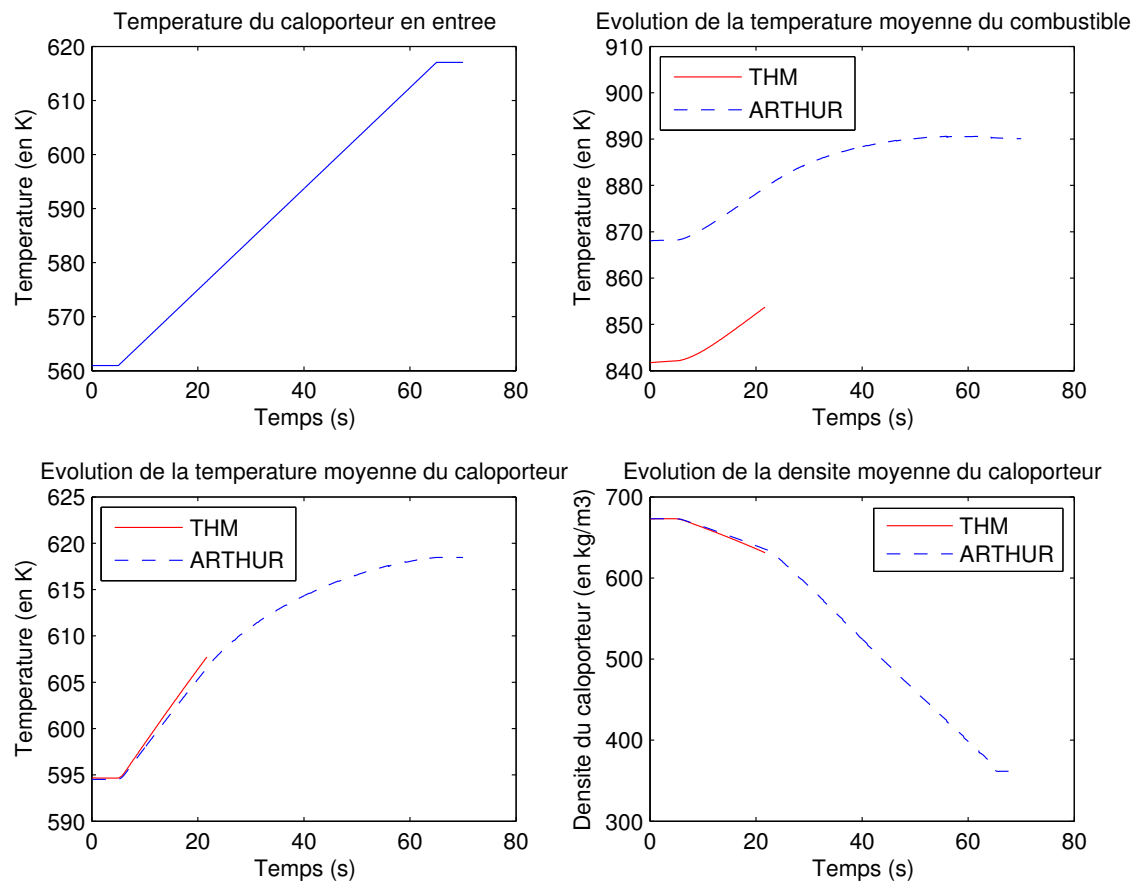 Temperature du caloporteur en entree
Temperature (en K)
620
610
600
590
580
570
560
0
20
40
60
80
Temps (s)
Evolution de la temperature moyenne du combustible
Temperature (en K)
910
900
890
880
870
860
850
840
THM
ARTHUR
0
20
40
60
80
Temps (s)
Evolution de la temperature moyenne du caloporteur
Temperature (en K)
625
620
615
610
605
600
595
590
THM
ARTHUR
0
20
40
60
80
Temps (s)
Evolution de la densite moyenne du caloporteur
Densite du caloporteur (en kg/m3)
700
600
500
400
300
THM
ARTHUR
0
20
40
60
80
Temps (s)